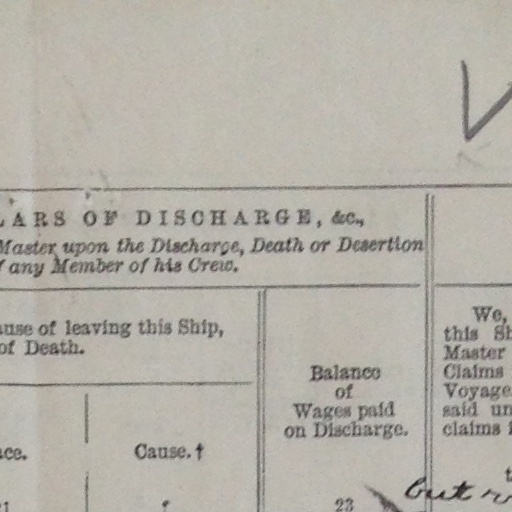 LARS OF DISCHARGE, &c.,
Master upon the Discharge, Death or Desertion
f any Member of his Crew.
ause of leaving this Ship,
of Death.
ace.
Cause. †
Balance
of
Wages paid
on Discharge.
23
We,
this Sh
Master
Claims
Voyage
said un
claims
but